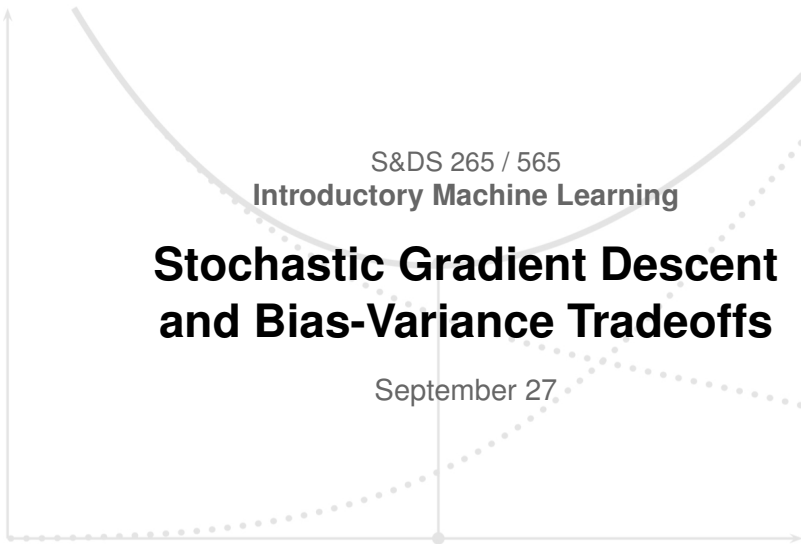 S&DS 265 / 565
Introductory Machine Learning
Stochastic Gradient Descent
and Bias-Variance Tradeoffs
September 27